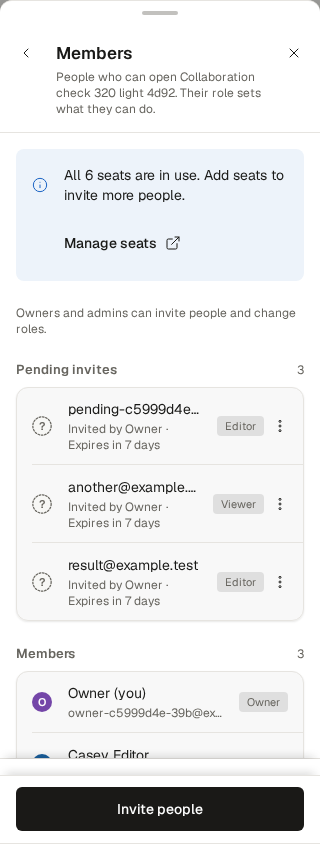 Members
People who can open Collaboration
check 320 light 4d92. Their role sets
what they can do.
All 6 seats are in use. Add seats to
invite more people.
Manage seats
Owners and admins can invite people and change
roles.
Pending invites 3
pending-c5999d4e…
Invited by Owner ·
Expires in 7 days
Editor
another@example.…
Invited by Owner ·
Expires in 7 days
Viewer
result@example.test
Invited by Owner ·
Expires in 7 days
Editor
Members 3
O
Owner (you)
owner-c5999d4e-39b@ex…
Owner
Casey Editor
Invite people